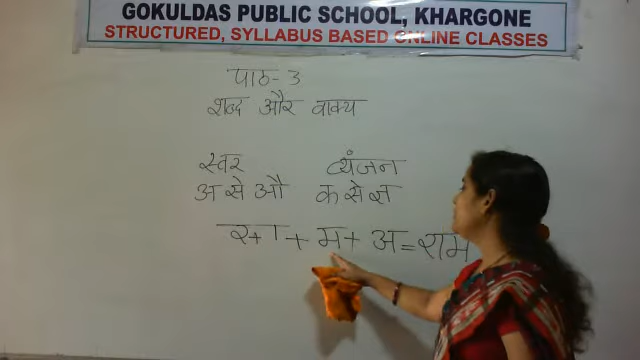 GOKULDAS PUBLIC SCHOOL, KHARGONE
STRUCTURED, SYLLABUS BASED ONLINE CLASSES
पाठ-3
शब्द और वाक्य
स्वर व्यंजन
अ से औ क से ज्ञ
र+ा + म+ अ=राम